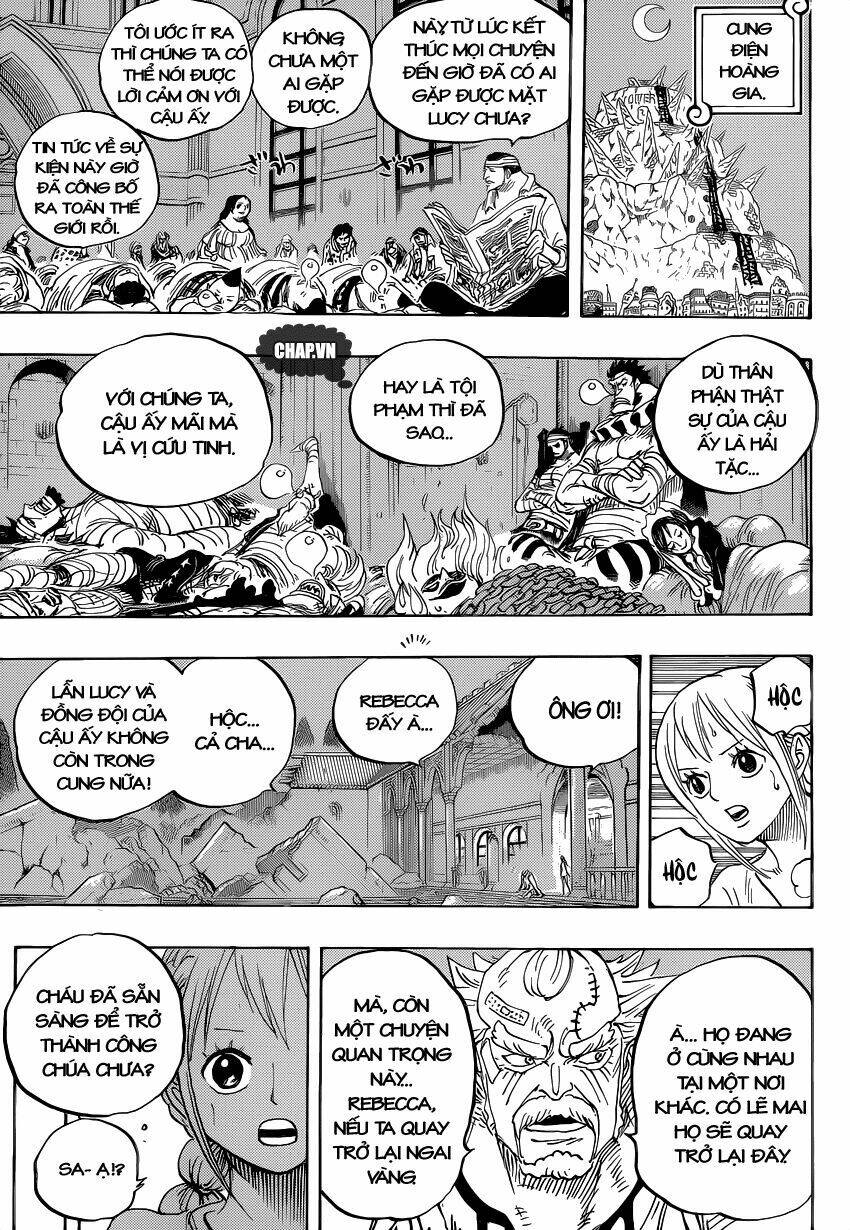 CUNG
ĐIỆN
HOÀNG
GIA.
NÀY, TỪ LÚC KẾT
THÚC MỌI CHUYỆN
ĐẾN GIỜ ĐÃ CÓ AI
GẶP ĐƯỢC MẶT
LUCY CHƯA?
KHÔNG,
CHƯA MỘT
AI GẶP
ĐƯỢC.
TÔI ƯỚC ÍT RA
THÌ CHÚNG TA CÓ
THỂ NÓI ĐƯỢC
LỜI CẢM ƠN VỚI
CẬU ẤY.
TIN TỨC VỀ SỰ
KIỆN NÀY GIỜ
ĐÃ CÔNG BỐ
RA TOÀN THẾ
GIỚI RỒI.
CHAP.VN
DÙ THÂN
PHẬN THẬT
SỰ CỦA CẬU
ẤY LÀ HẢI
TẶC...
HAY LÀ TỘI
PHẠM THÌ ĐÃ
SAO...
VỚI CHÚNG TA,
CẬU ẤY MÃI MÃ
LÀ VỊ CỨU TINH.
HỘC
HỘC
ÔNG ƠI!
REBECCA
ĐẤY À...
HỘC...
CẢ CHA...
LẪN LUCY VÀ
ĐỒNG ĐỘI CỦA
CẬU ẤY KHÔNG
CÒN TRONG
CUNG NỮA!
À... HỌ ĐANG
Ở CÙNG NHAU
TẠI MỘT NƠI
KHÁC. CÓ LẼ MAI
HỌ SẼ QUAY
TRỞ LẠI ĐÂY.
MÀ, CÒN
MỘT CHUYỆN
QUAN TRỌNG
NÀY...
REBECCA,
NẾU TA QUAY
TRỞ LẠI NGAI
VÀNG
CHÁU ĐÃ SẴN
SÀNG ĐỂ TRỞ
THÀNH CÔNG
CHÚA CHƯA?
SA- Ạ!?